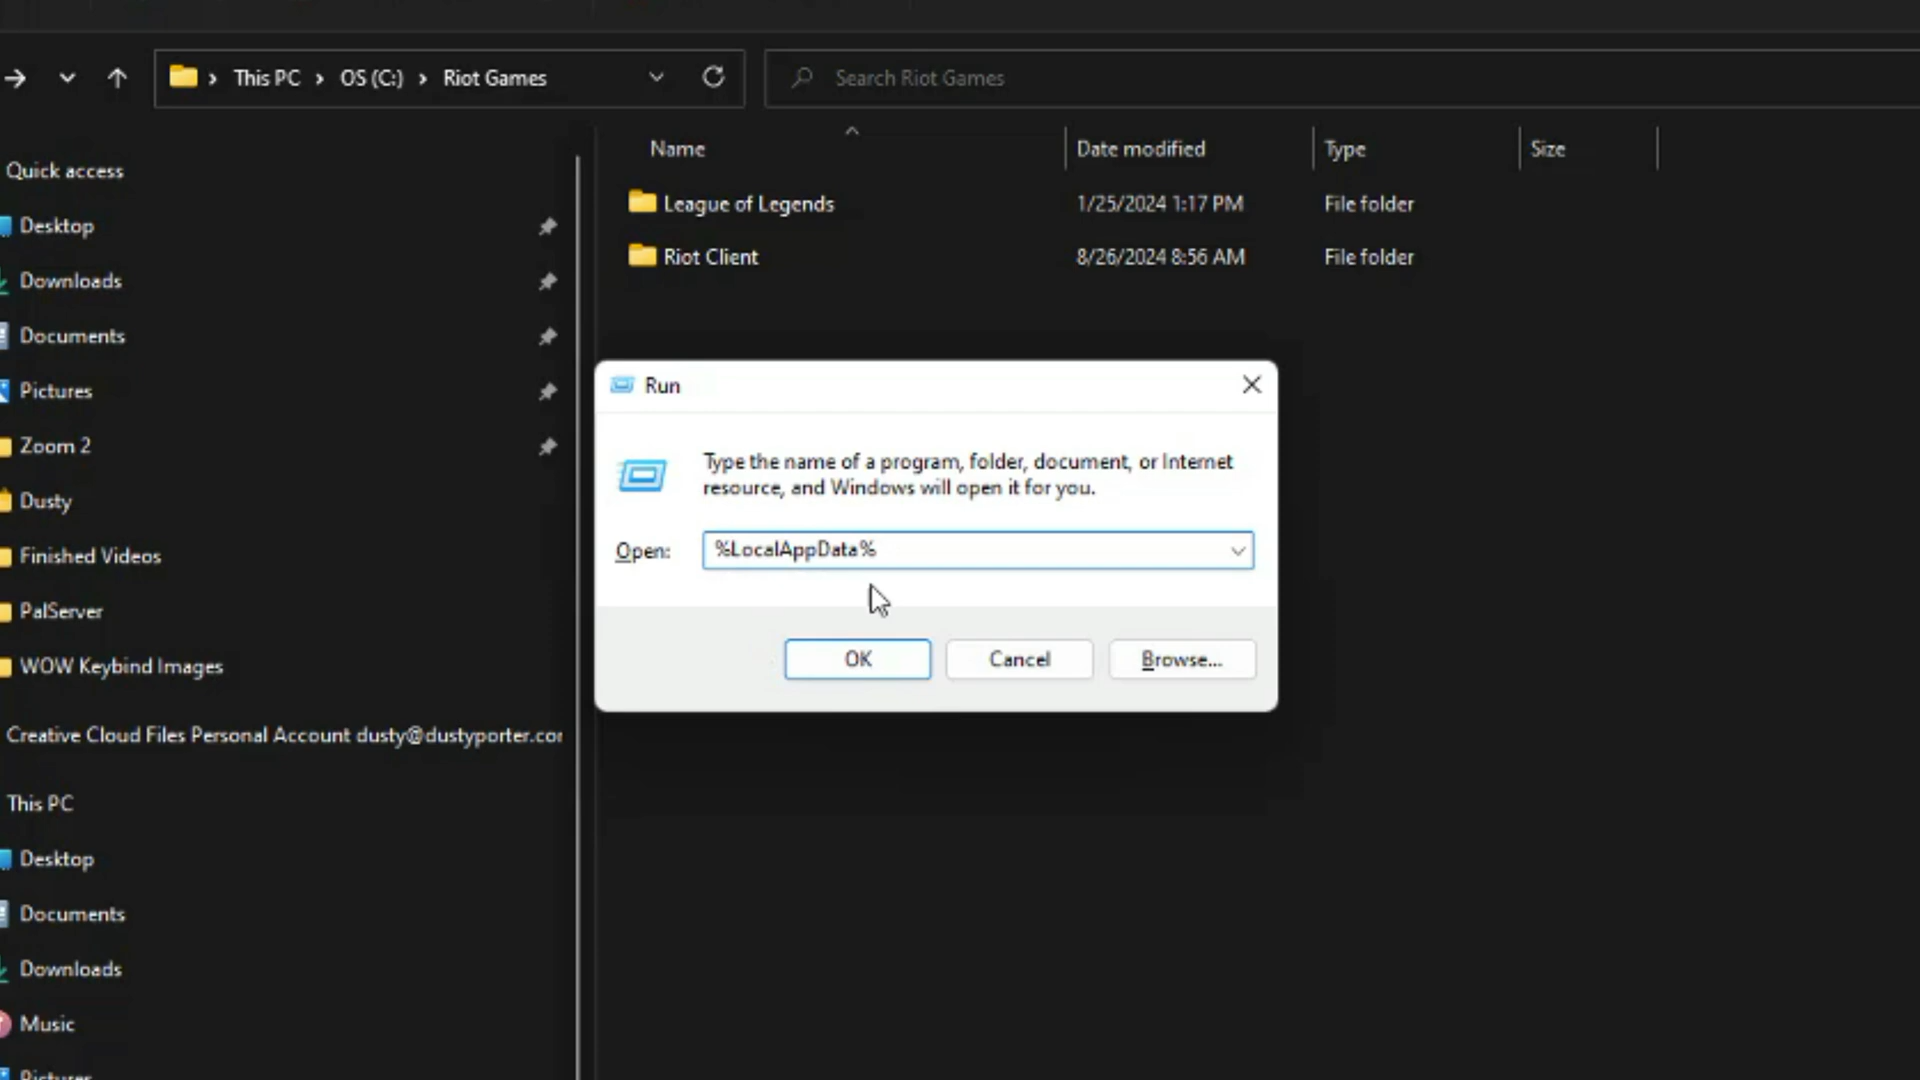 This PC > OS (C:) > Riot Games
Search Riot Games
Quick access
Desktop
Downloads
Documents
Pictures
Zoom 2
Dusty
Finished Videos
PalServer
WOW Keybind Images
Creative Cloud Files Personal Account dusty@dustyporter.cor
This PC
Desktop
Documents
Downloads
Music
Pictures
Name Date modified Type Size
League of Legends 1/25/2024 1:17 PM File folder
Riot Client 8/26/2024 8:56 AM File folder
Run
Type the name of a program, folder, document, or Internet
resource, and Windows will open it for you.
Open: %LocalAppData%
OK Cancel Browse...